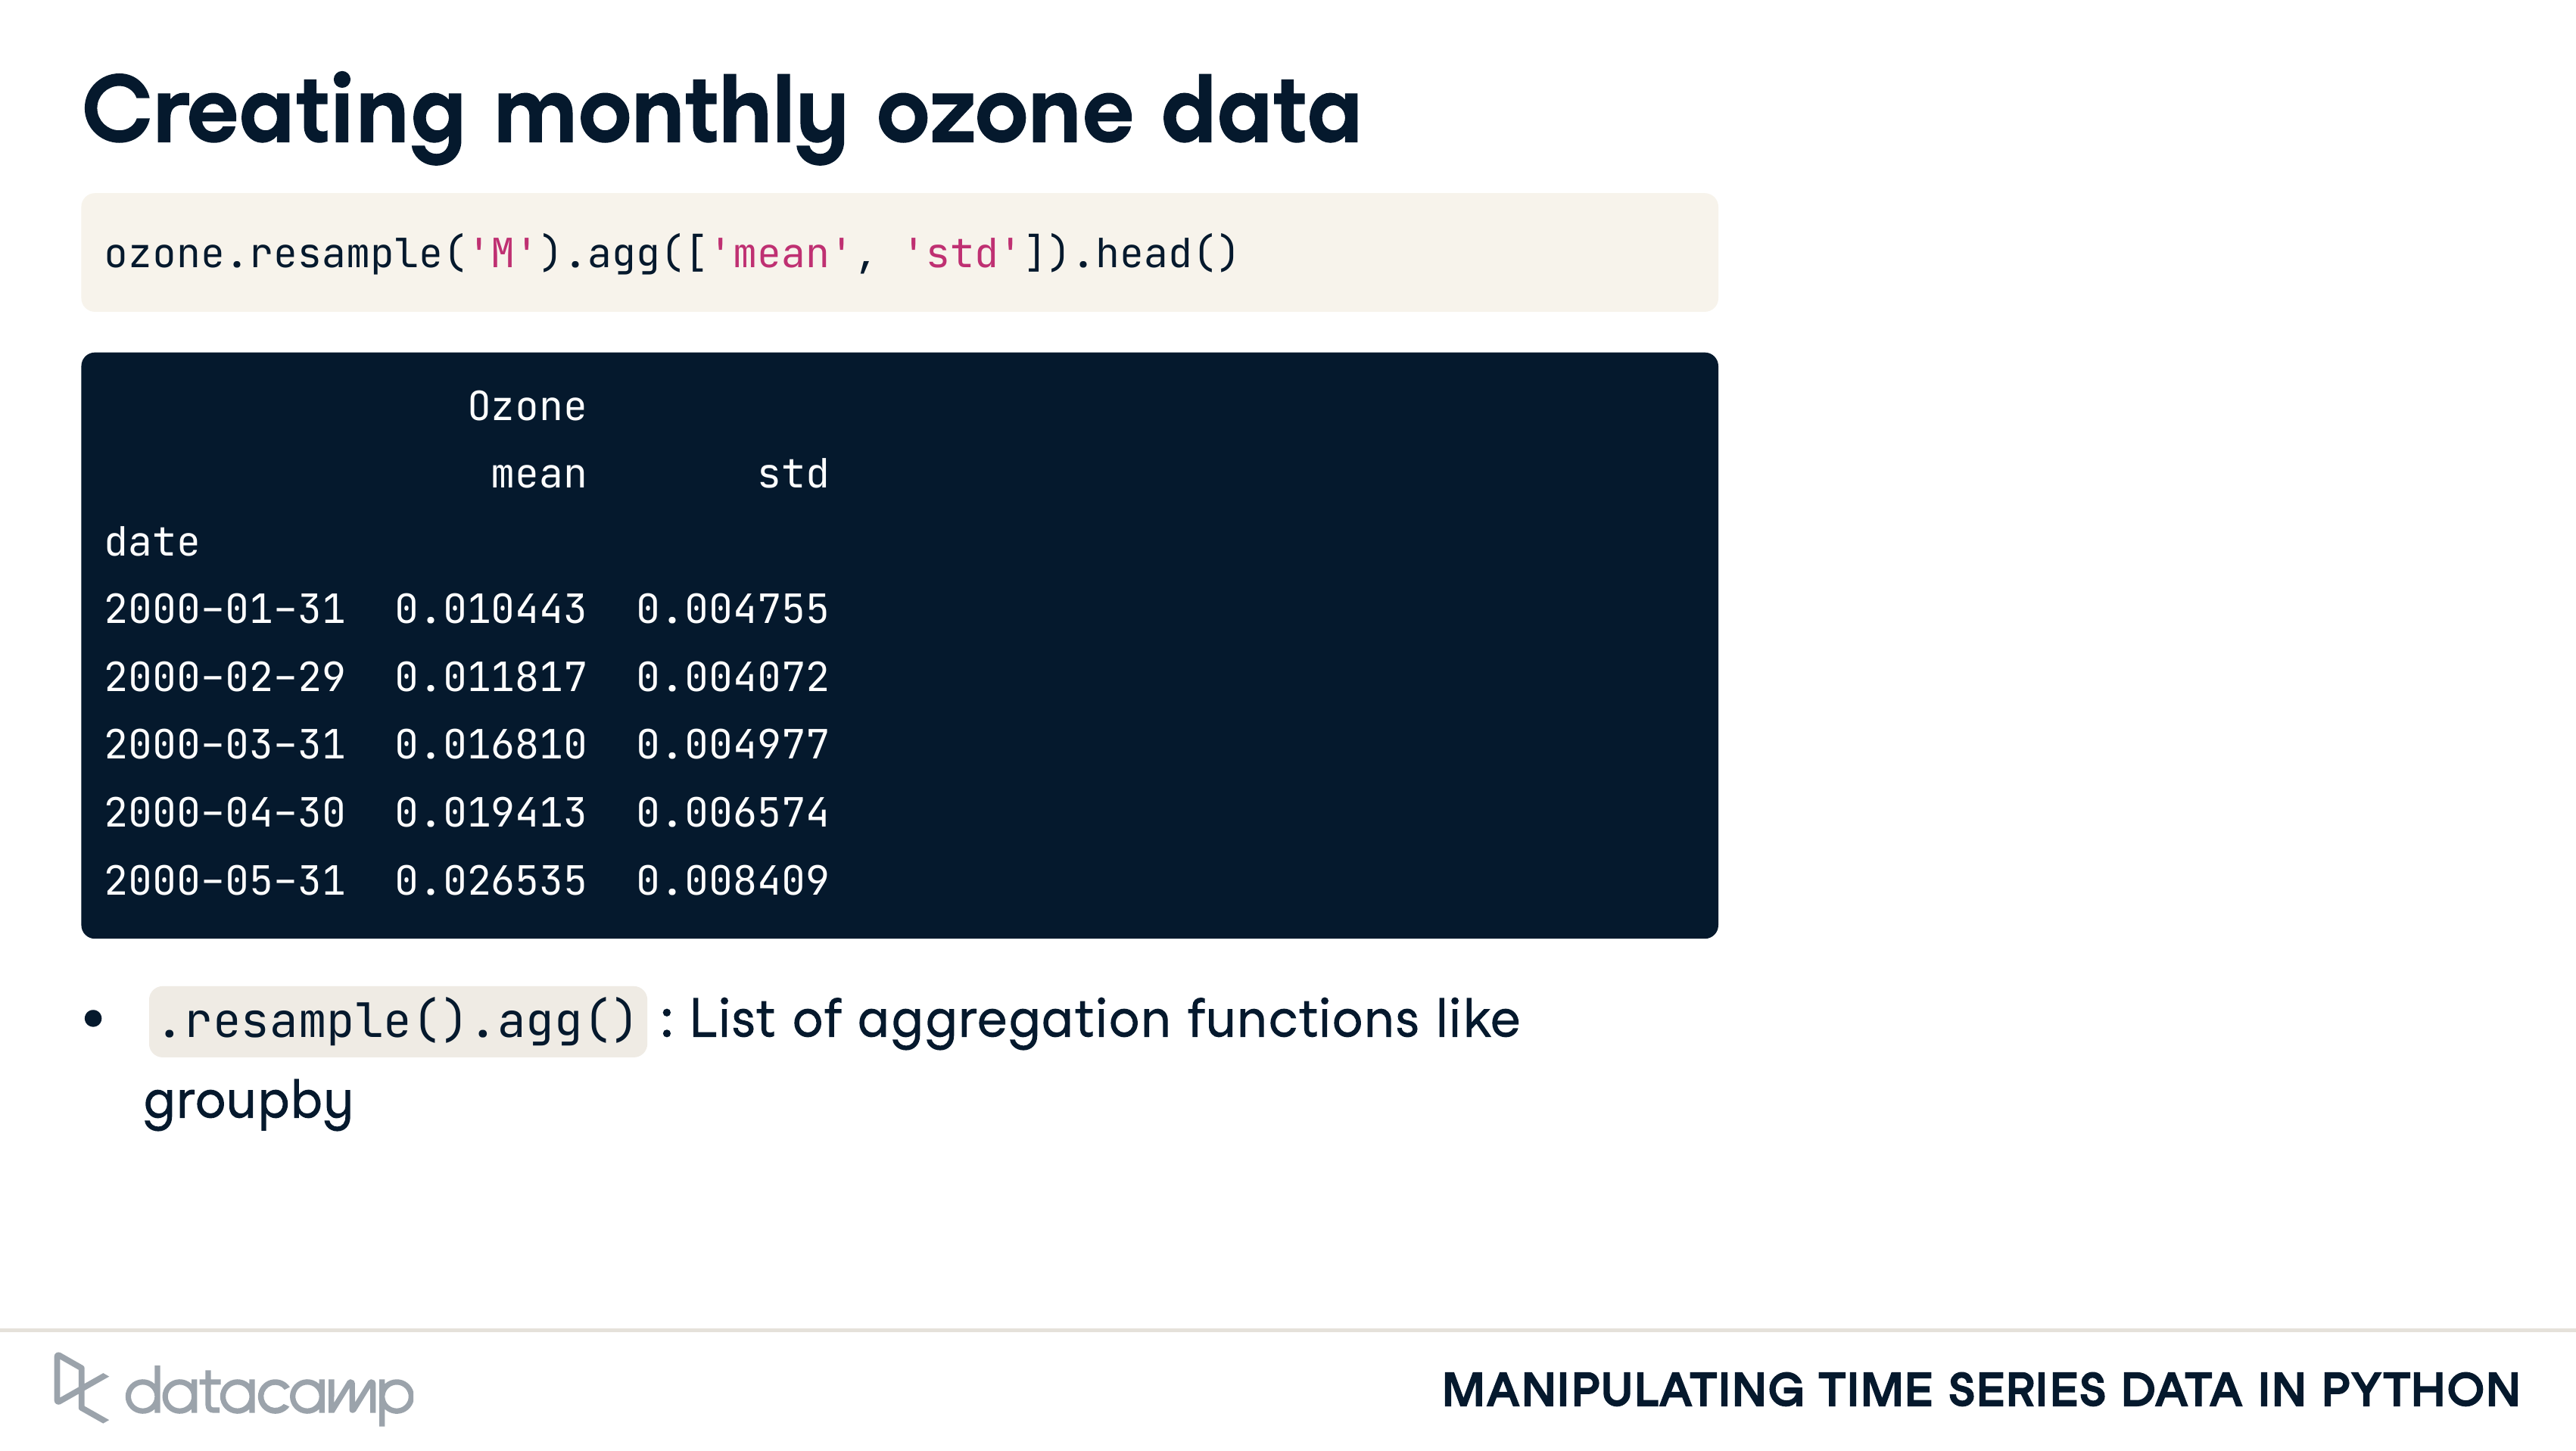 Creating monthly ozone data
ozone.resample('M').agg(['mean', 'std']).head()
Ozone
mean std
date
2000-01-31 0.010443 0.004755
2000-02-29 0.011817 0.004072
2000-03-31 0.016810 0.004977
2000-04-30 0.019413 0.006574
2000-05-31 0.026535 0.008409
• .resample().agg() : List of aggregation functions like
groupby
datacamp
MANIPULATING TIME SERIES DATA IN PYTHON